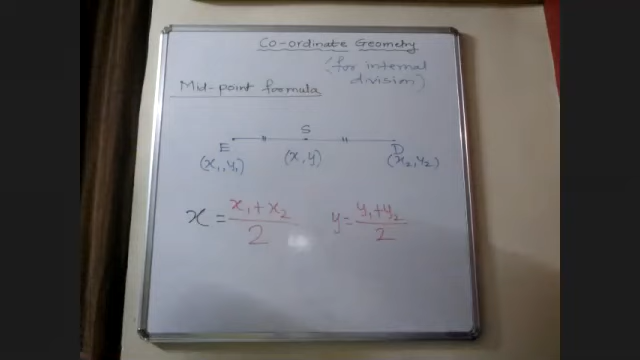 Co-ordinate Geometry
(for internal division)
Mid-point formula
E S D
(x₁, y₁) (x, y) (x₂, y₂)
x = (x₁ + x₂)/2 y = (y₁ + y₂)/2